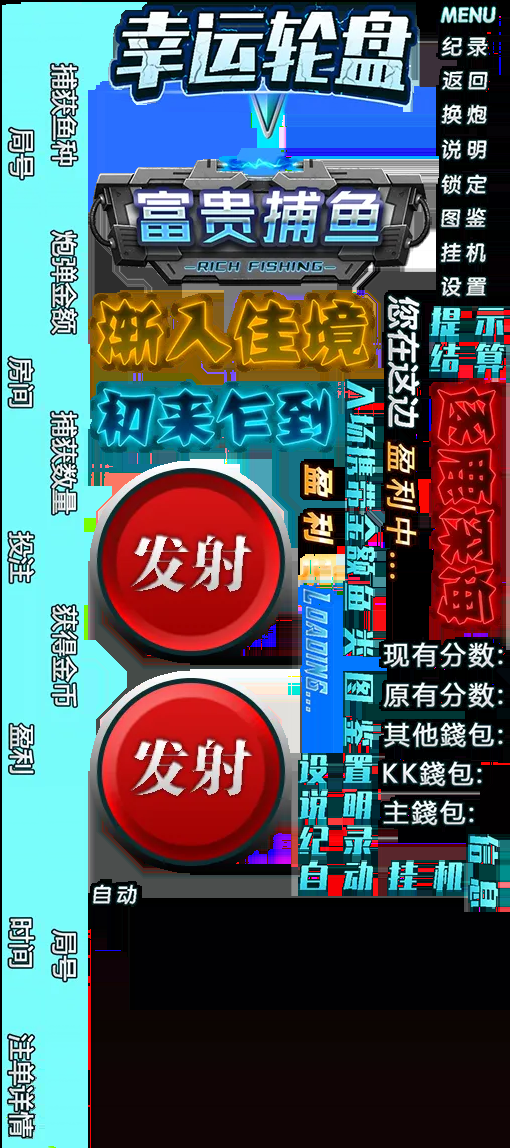 幸运轮盘
MENU
纪录
返回
换炮
说明
锁定
图鉴
挂机
设置
富贵捕鱼
RICH FISHING
渐入佳境
初来乍到
您在这边
盈利中...
提示
结算
逐鹿深海
入场携带金额
鱼类图鉴
盈利
LOADING...
发射
发射
现有分数:
原有分数:
其他錢包:
KK錢包:
主錢包:
设置
说明
纪录
自动挂机
信息
自动
捕获鱼种
炮弹金额
捕获数量
获得金币
局号
局号
房间
投注
盈利
时间
注单详情